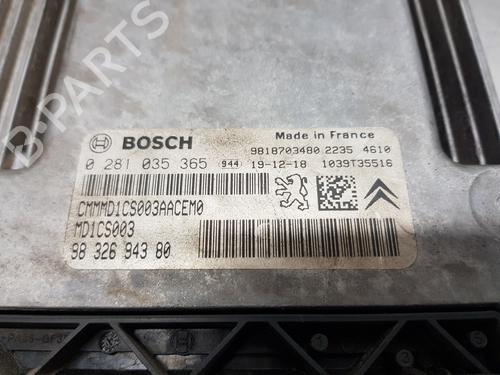 BOSCH
Made in France
0 281 035 365
944
19-12-18
9818703480 2235 4610
1039T35516
CMMMD1CS003AACEM0
MD1CS003
98 326 943 80
B-PARTS